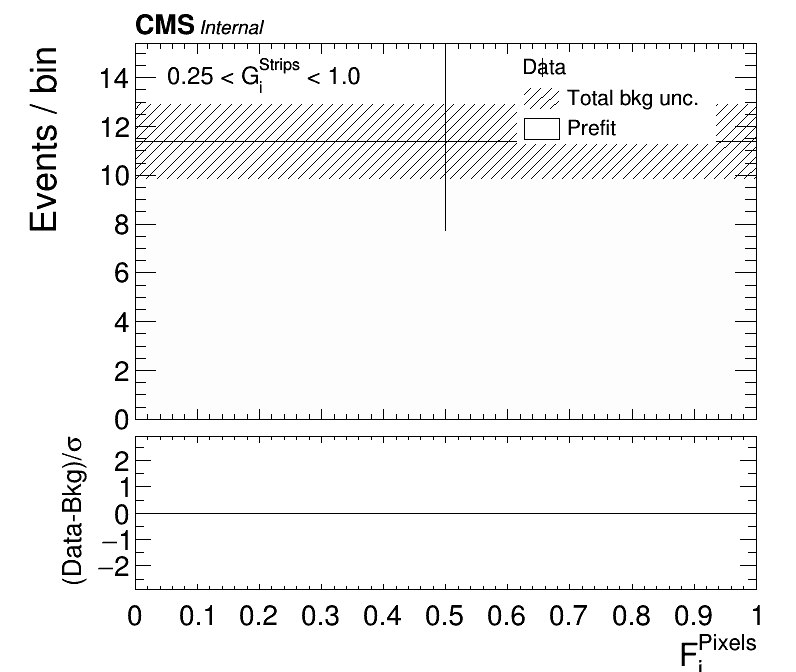 CMS Internal
Events / bin
0.25 < G_i^Strips < 1.0
Data
Total bkg unc.
Prefit
14
12
10
8
6
4
2
0
(Data-Bkg)/σ
2
1
0
−1
−2
0 0.1 0.2 0.3 0.4 0.5 0.6 0.7 0.8 0.9 1
F_i^Pixels